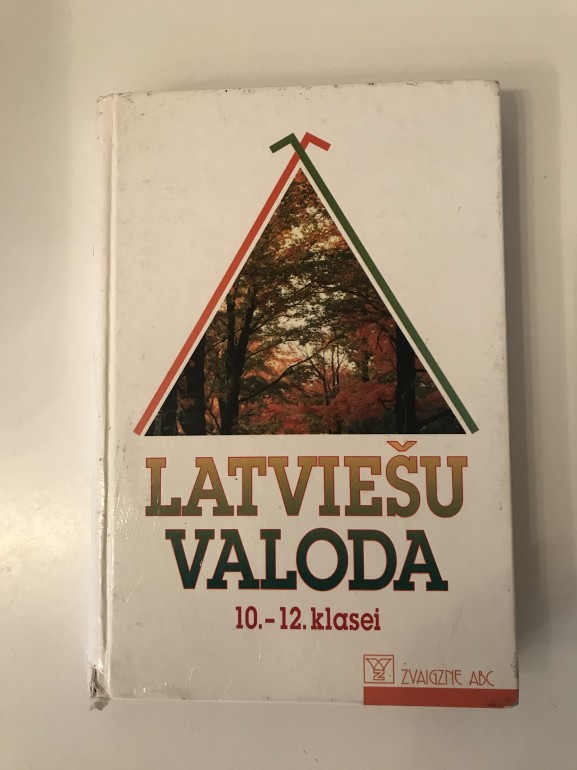 LATVIEŠU
VALODA
10.-12. klasei
ZVAIGZNE ABC